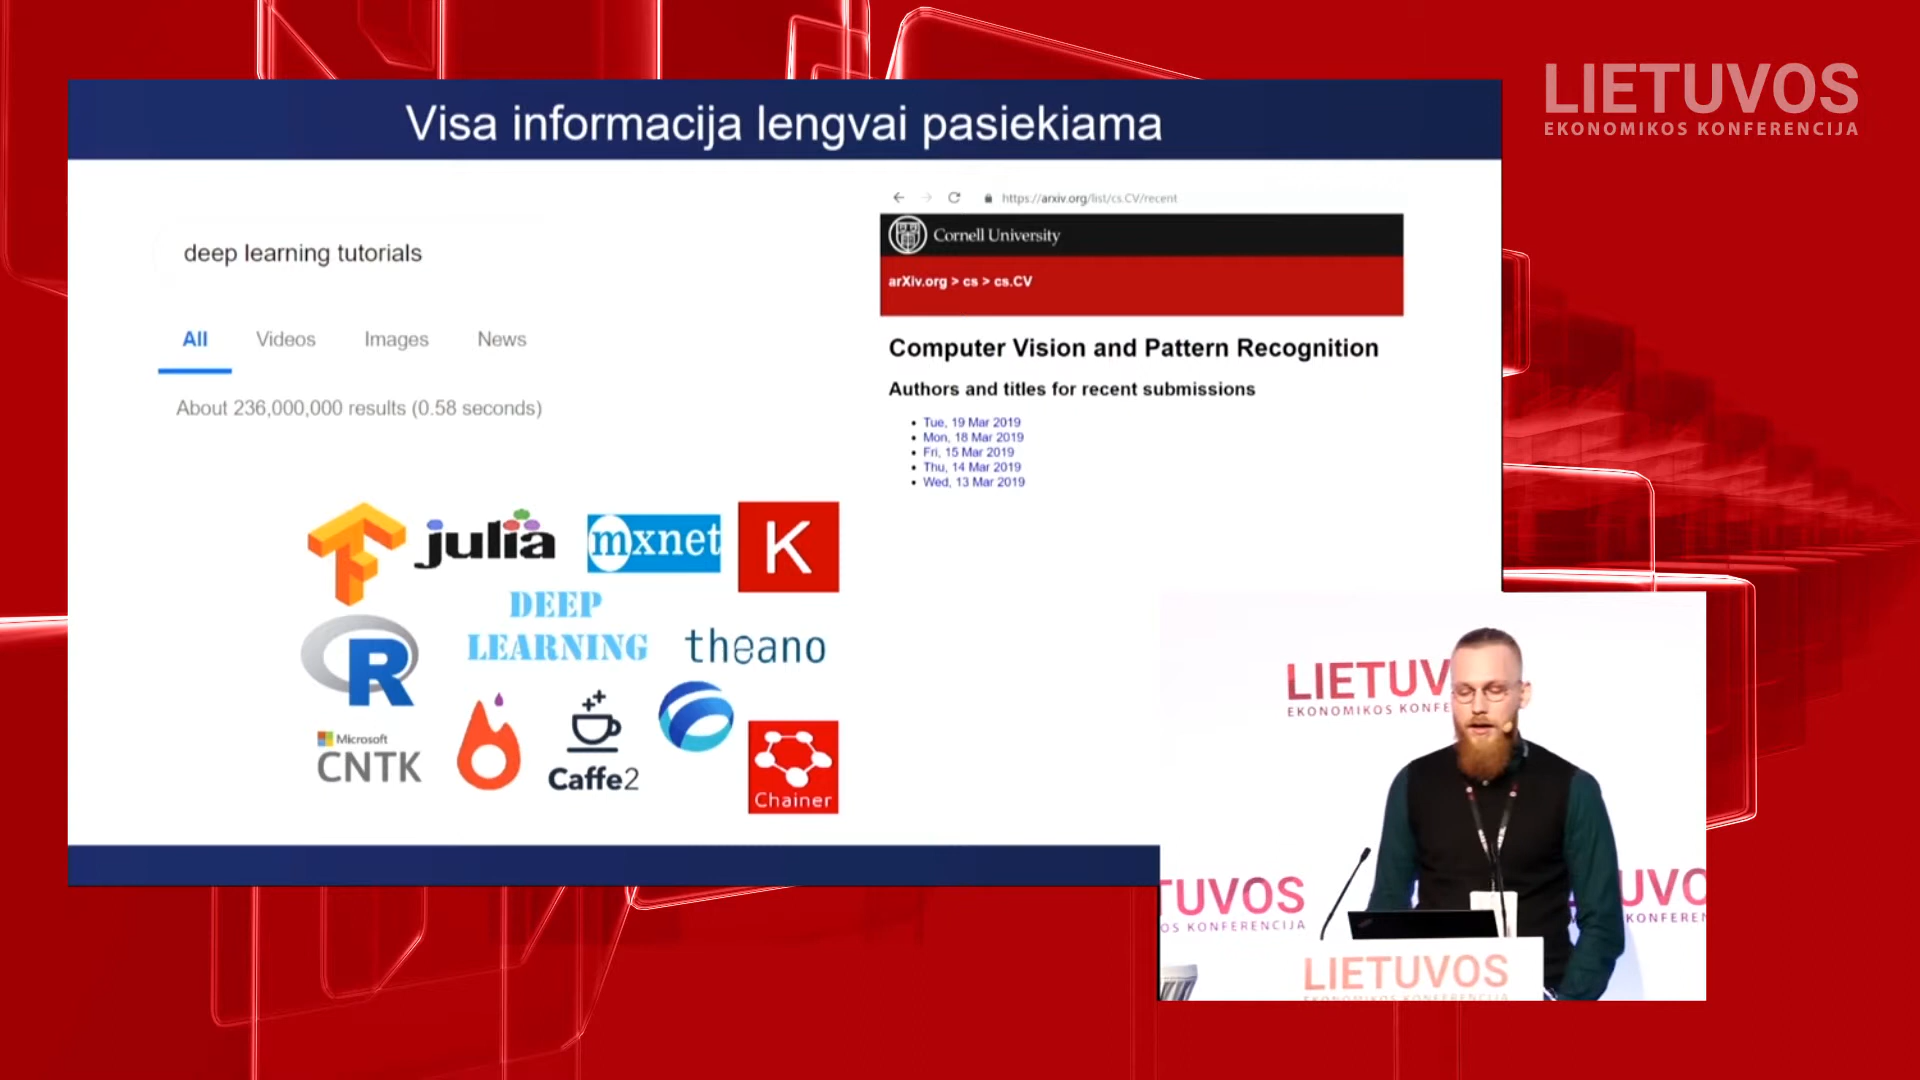 LIETUVOS
EKONOMIKOS KONFERENCIJA
Visa informacija lengvai pasiekiama
deep learning tutorials
All Videos Images News
About 236,000,000 results (0.58 seconds)
https://arxiv.org/list/cs.CV/recent
Cornell University
arXiv.org > cs > cs.CV
Computer Vision and Pattern Recognition
Authors and titles for recent submissions
Tue, 19 Mar 2019
Mon, 18 Mar 2019
Fri, 15 Mar 2019
Thu, 14 Mar 2019
Wed, 13 Mar 2019
julia mxnet K
DEEP
LEARNING
theano
R
Microsoft
CNTK
Caffe2
Chainer
LIETUV
EKONOMIKOS KONFE
TUVOS
OS KONFERENCIJA
UVO
KONFEREN
LIETUVOS
EKONOMIKOS KONFERENCIJA